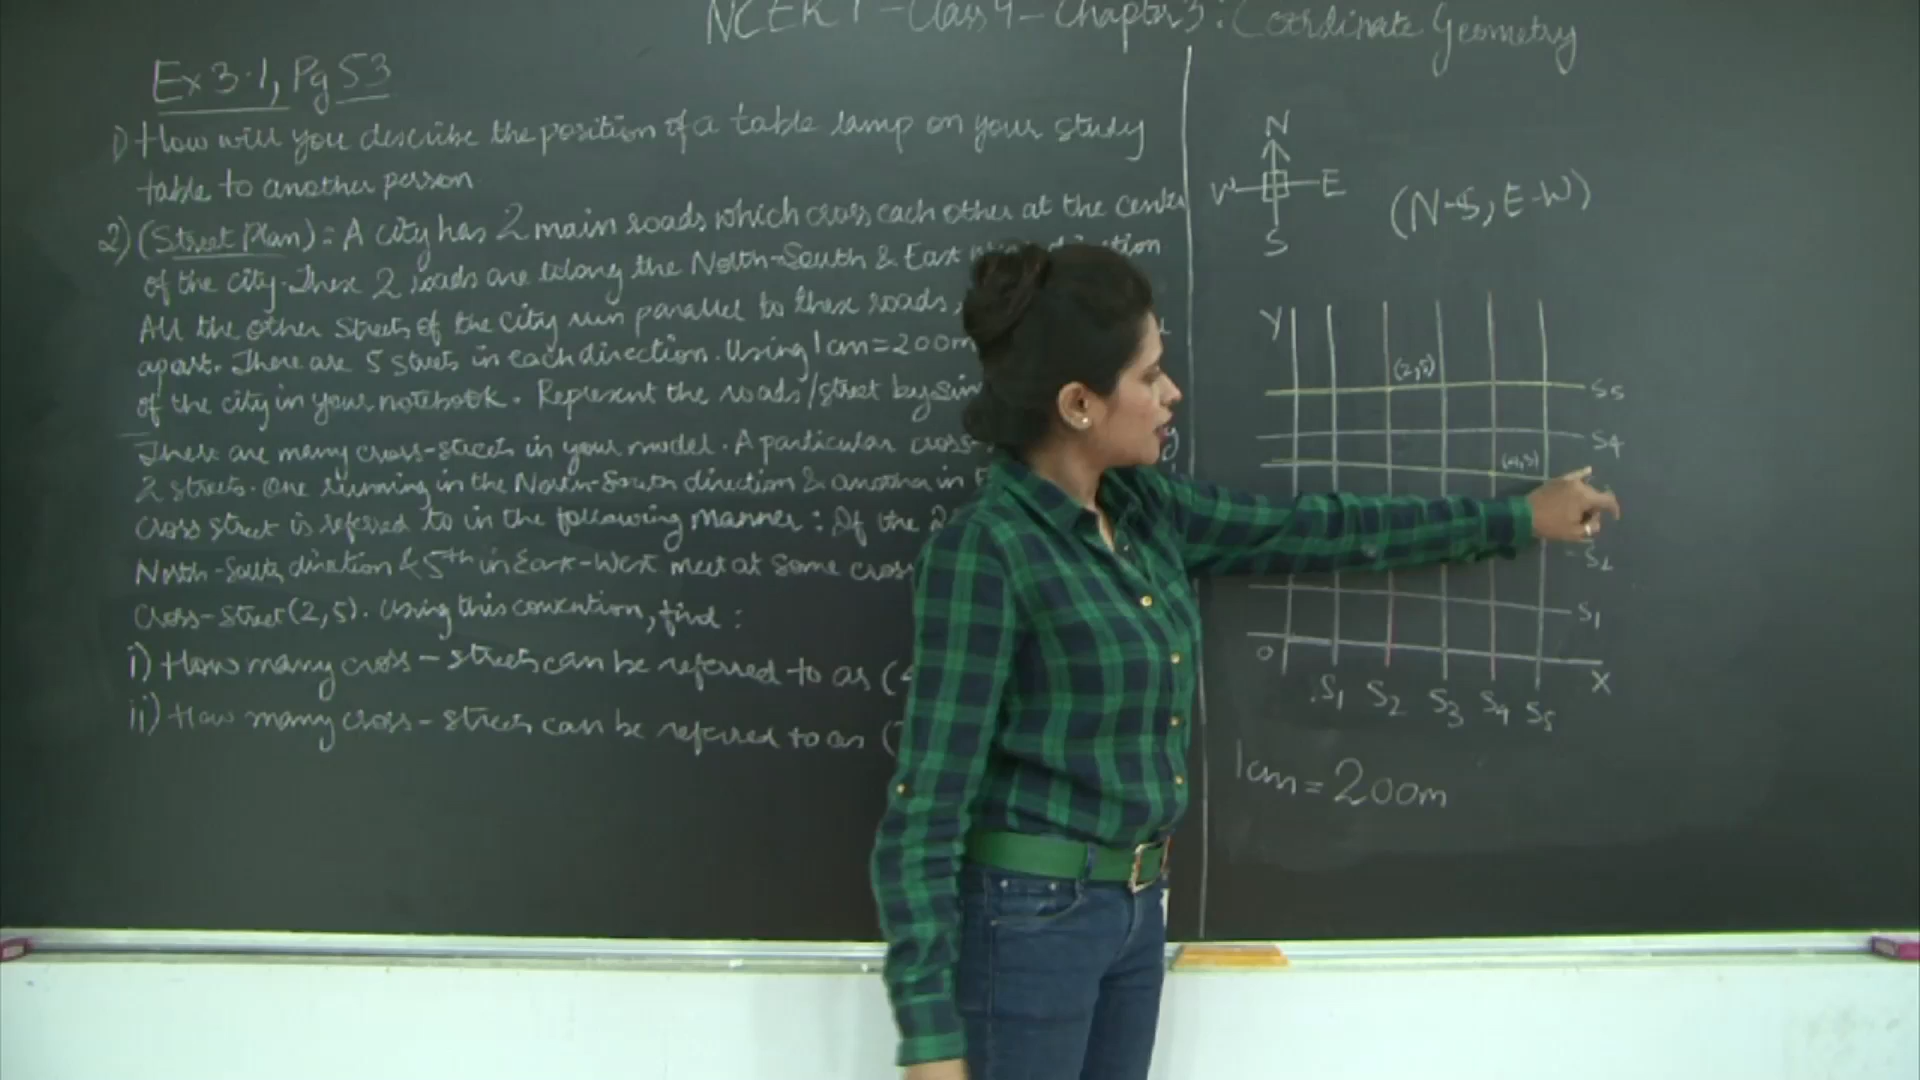 NCERT - Class 9 - Chapter 3: Coordinate Geometry
Ex 3.1, Pg 53
1) How will you describe the position of a table lamp on your study
table to another person
2) (Street Plan): A city has 2 main roads which cross each other at the center
of the city. These 2 roads are along the North-South & East
All the other streets of the city run parallel to these roads
apart. There are 5 streets in each direction. Using 1cm = 200m
of the city in your notebook. Represent the roads/street by
There are many cross-streets in your model. A particular cross-
2 streets. One running in the North-South direction & another in
cross street is referred to in the following manner: If the 2
North-South direction & 5th in East-West meet at some cross
Cross-street (2, 5). Using this convention, find:
i) How many cross - streets can be referred to as (4
ii) How many cross - streets can be referred to as (
N
W E
S
(N-S, E-W)
Y
(2,5)
S5
S4
(4,3)
S2
S1
O
X
S1 S2 S3 S4 S5
1cm = 200m